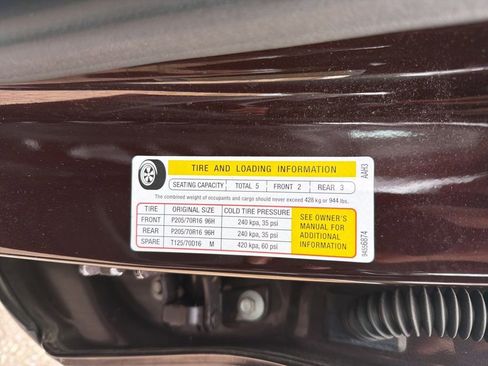 TIRE AND LOADING INFORMATION
SEATING CAPACITY TOTAL 5 FRONT 2 REAR 3
The combined weight of occupants and cargo should never exceed 428 kg or 944 lbs.
TIRE ORIGINAL SIZE COLD TIRE PRESSURE
FRONT P205/70R16 96H 240 kpa, 35 psi
REAR P205/70R16 96H 240 kpa, 35 psi
SPARE T125/70D16 M 420 kpa, 60 psi
SEE OWNER'S
MANUAL FOR
ADDITIONAL
INFORMATION
94566674 AAH3